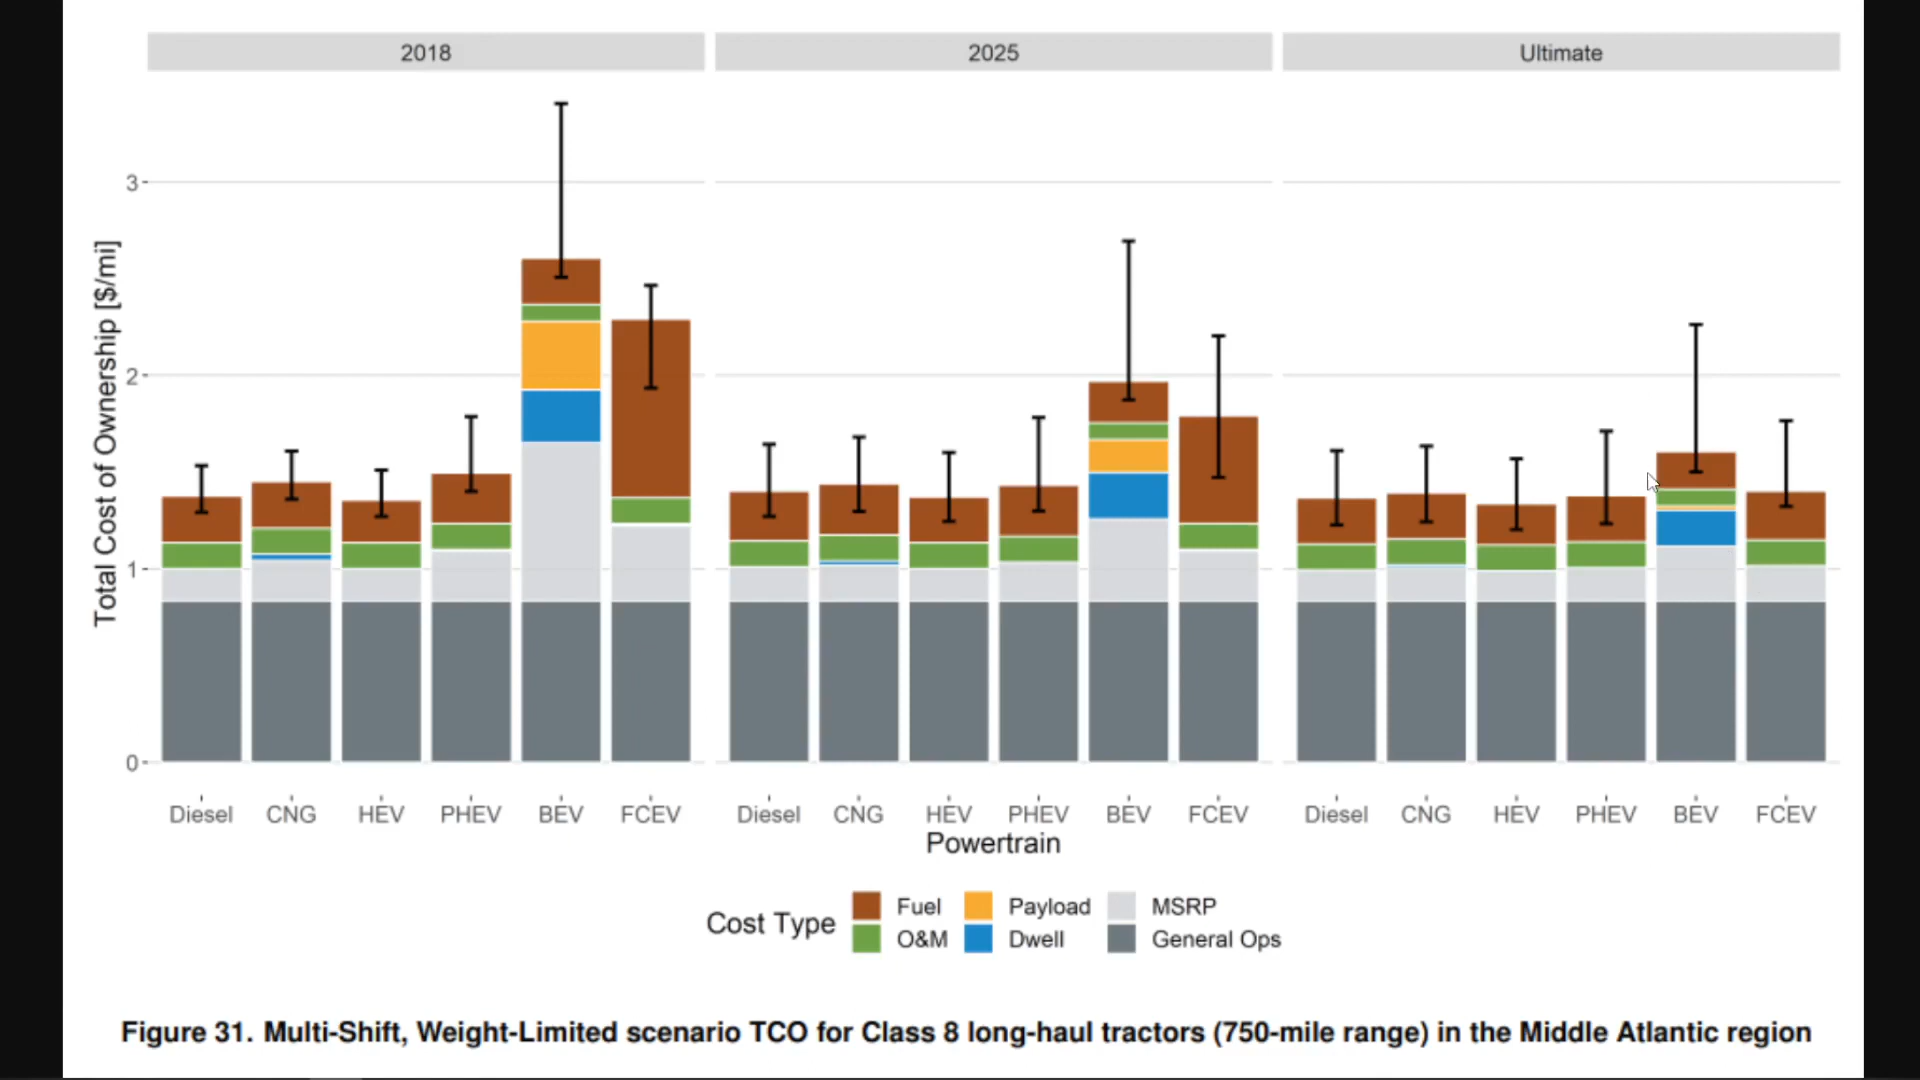 2018 2025 Ultimate
Total Cost of Ownership [$/mi]
3
2
1
0
Diesel CNG HEV PHEV BEV FCEV Diesel CNG HEV PHEV BEV FCEV Diesel CNG HEV PHEV BEV FCEV
Powertrain
Cost Type
Fuel Payload MSRP
O&M Dwell General Ops
Figure 31. Multi-Shift, Weight-Limited scenario TCO for Class 8 long-haul tractors (750-mile range) in the Middle Atlantic region